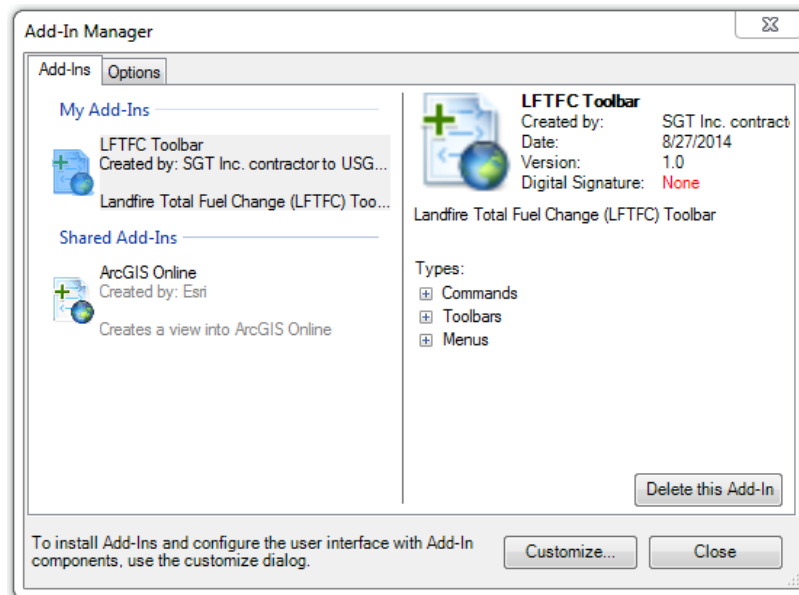 Add-In Manager
Add-Ins
Options
My Add-Ins
LFTFC Toolbar
Created by: SGT Inc. contractor to USG...
Landfire Total Fuel Change (LFTFC) Too...
Shared Add-Ins
ArcGIS Online
Created by: Esri
Creates a view into ArcGIS Online
LFTFC Toolbar
Created by: SGT Inc. contract
Date: 8/27/2014
Version: 1.0
Digital Signature: None
Landfire Total Fuel Change (LFTFC) Toolbar
Types:
Commands
Toolbars
Menus
Delete this Add-In
To install Add-Ins and configure the user interface with Add-In
components, use the customize dialog.
Customize...
Close